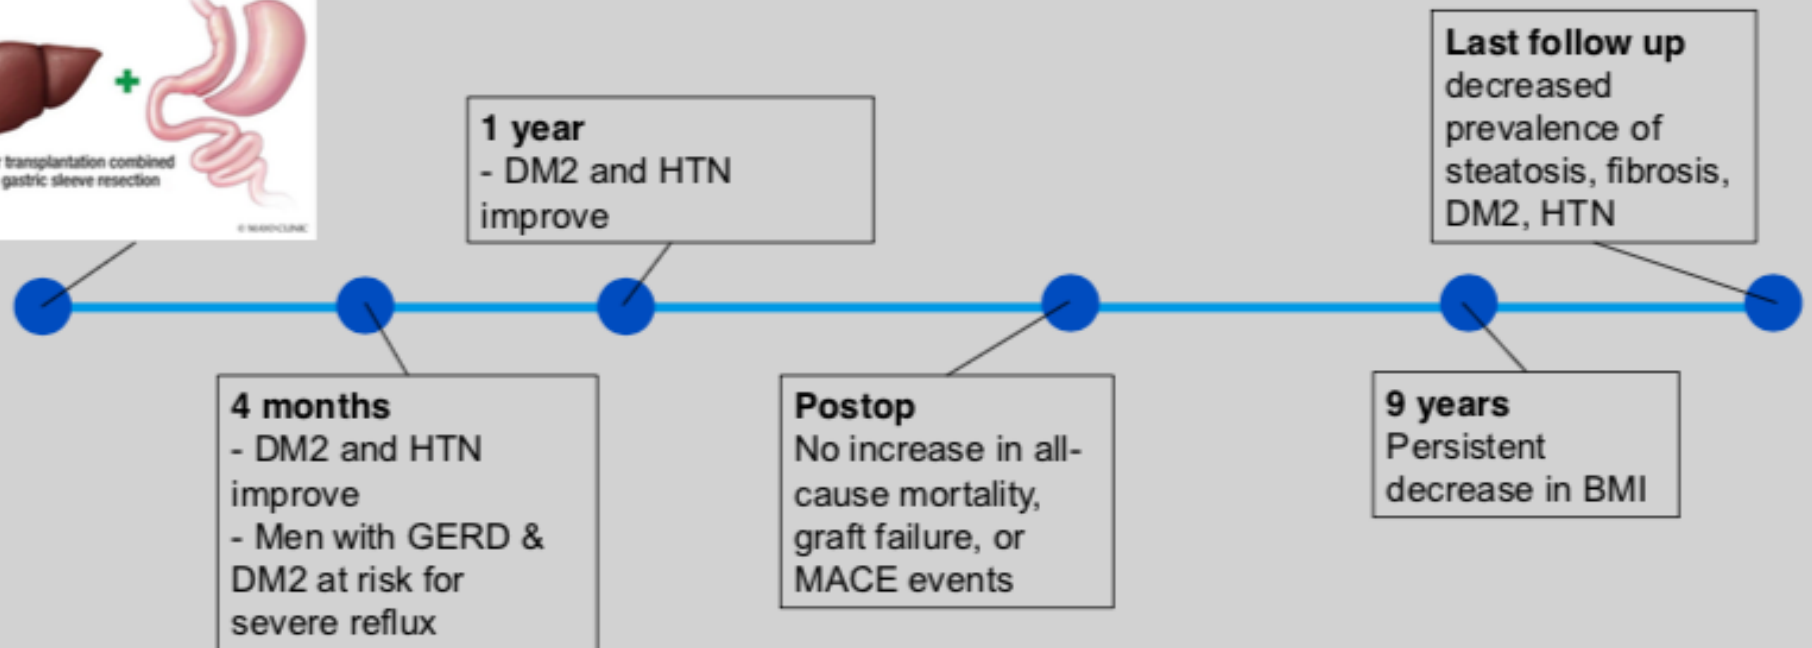 transplantation combined
gastric sleeve resection
© MAYO CLINIC
1 year
- DM2 and HTN
improve
Last follow up
decreased
prevalence of
steatosis, fibrosis,
DM2, HTN
4 months
- DM2 and HTN
improve
- Men with GERD &
DM2 at risk for
severe reflux
Postop
No increase in all-
cause mortality,
graft failure, or
MACE events
9 years
Persistent
decrease in BMI